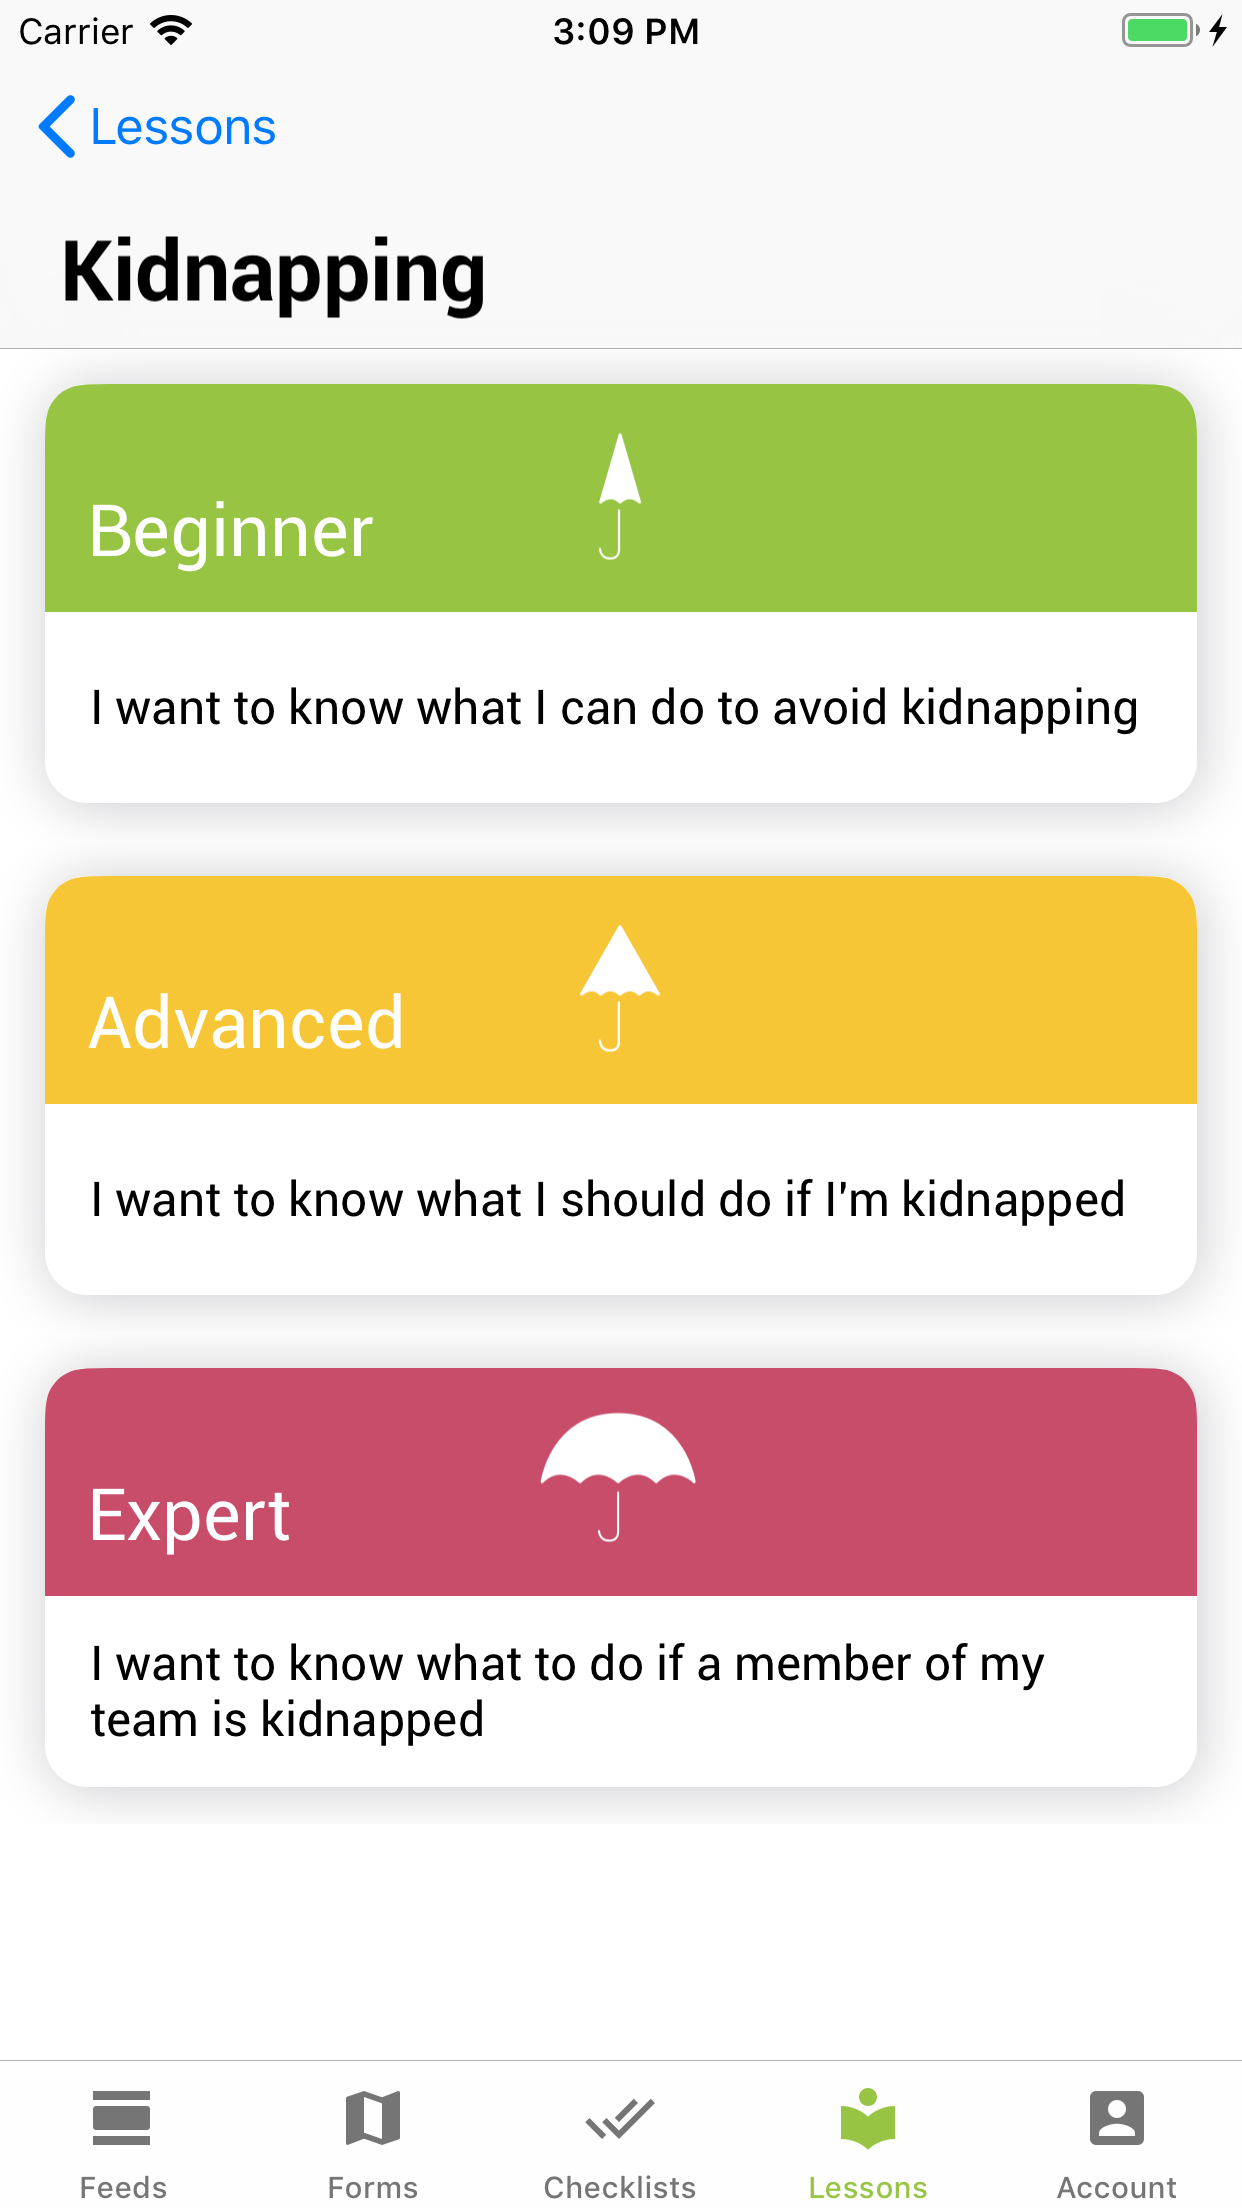 Carrier 3:09 PM
Lessons
Kidnapping
Beginner
I want to know what I can do to avoid kidnapping
Advanced
I want to know what I should do if I'm kidnapped
Expert
I want to know what to do if a member of my
team is kidnapped
Feeds Forms Checklists Lessons Account